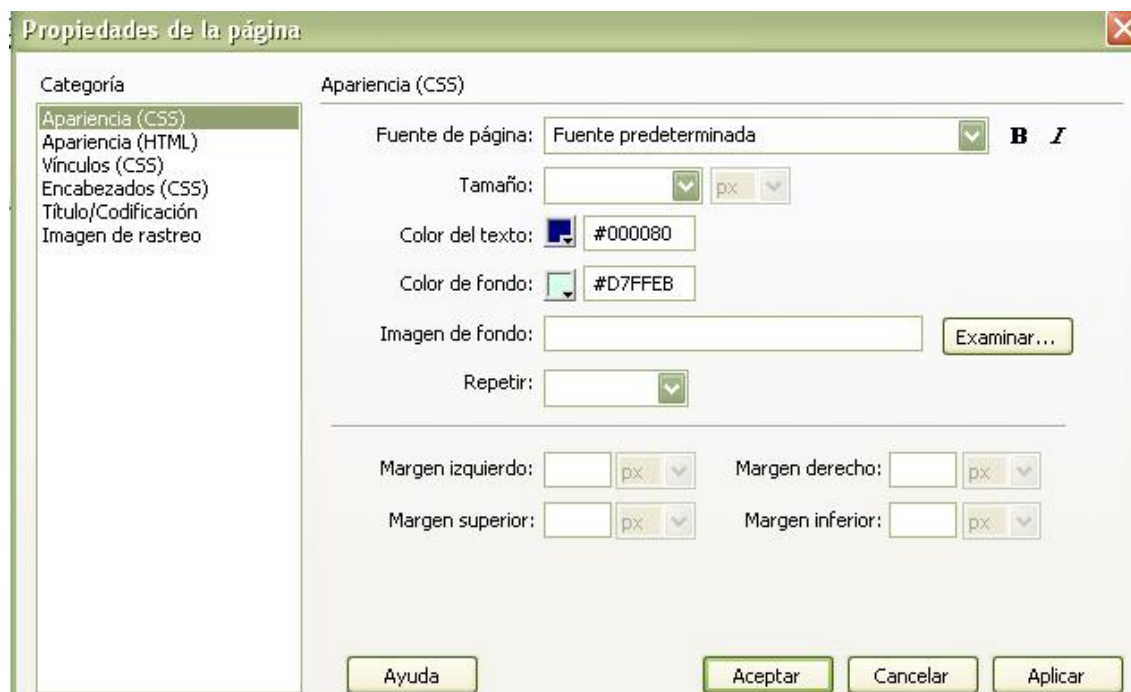 Propiedades de la página
Categoría
Apariencia (CSS)
Apariencia (HTML)
Vínculos (CSS)
Encabezados (CSS)
Título/Codificación
Imagen de rastreo
Apariencia (CSS)
Fuente de página: Fuente predeterminada B I
Tamaño: px
Color del texto: #000080
Color de fondo: #D7FFEB
Imagen de fondo: Examinar...
Repetir:
Margen izquierdo: px Margen derecho: px
Margen superior: px Margen inferior: px
Ayuda Aceptar Cancelar Aplicar